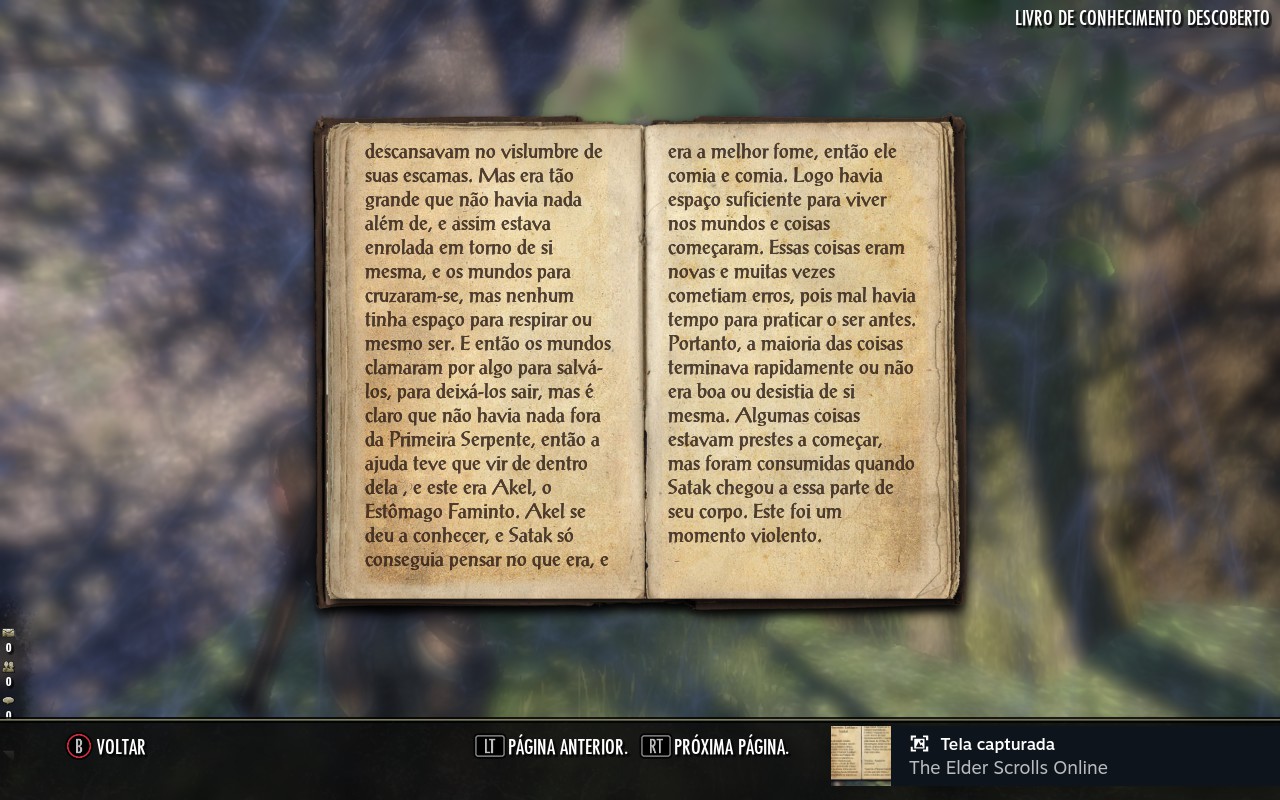 LIVRO DE CONHECIMENTO DESCOBERTO
descansavam no vislumbre de
suas escamas. Mas era tão
grande que não havia nada
além de, e assim estava
enrolada em torno de si
mesma, e os mundos para
cruzaram-se, mas nenhum
tinha espaço para respirar ou
mesmo ser. E então os mundos
clamaram por algo para salvá-
los, para deixá-los sair, mas é
claro que não havia nada fora
da Primeira Serpente, então a
ajuda teve que vir de dentro
dela , e este era Akel, o
Estômago Faminto. Akel se
deu a conhecer, e Satak só
conseguia pensar no que era, e
era a melhor fome, então ele
comia e comia. Logo havia
espaço suficiente para viver
nos mundos e coisas
começaram. Essas coisas eram
novas e muitas vezes
cometiam erros, pois mal havia
tempo para praticar o ser antes.
Portanto, a maioria das coisas
terminava rapidamente ou não
era boa ou desistia de si
mesma. Algumas coisas
estavam prestes a começar,
mas foram consumidas quando
Satak chegou a essa parte de
seu corpo. Este foi um
momento violento.
0
0
0
B VOLTAR
LT PÁGINA ANTERIOR.
RT PRÓXIMA PÁGINA.
Tela capturada
The Elder Scrolls Online